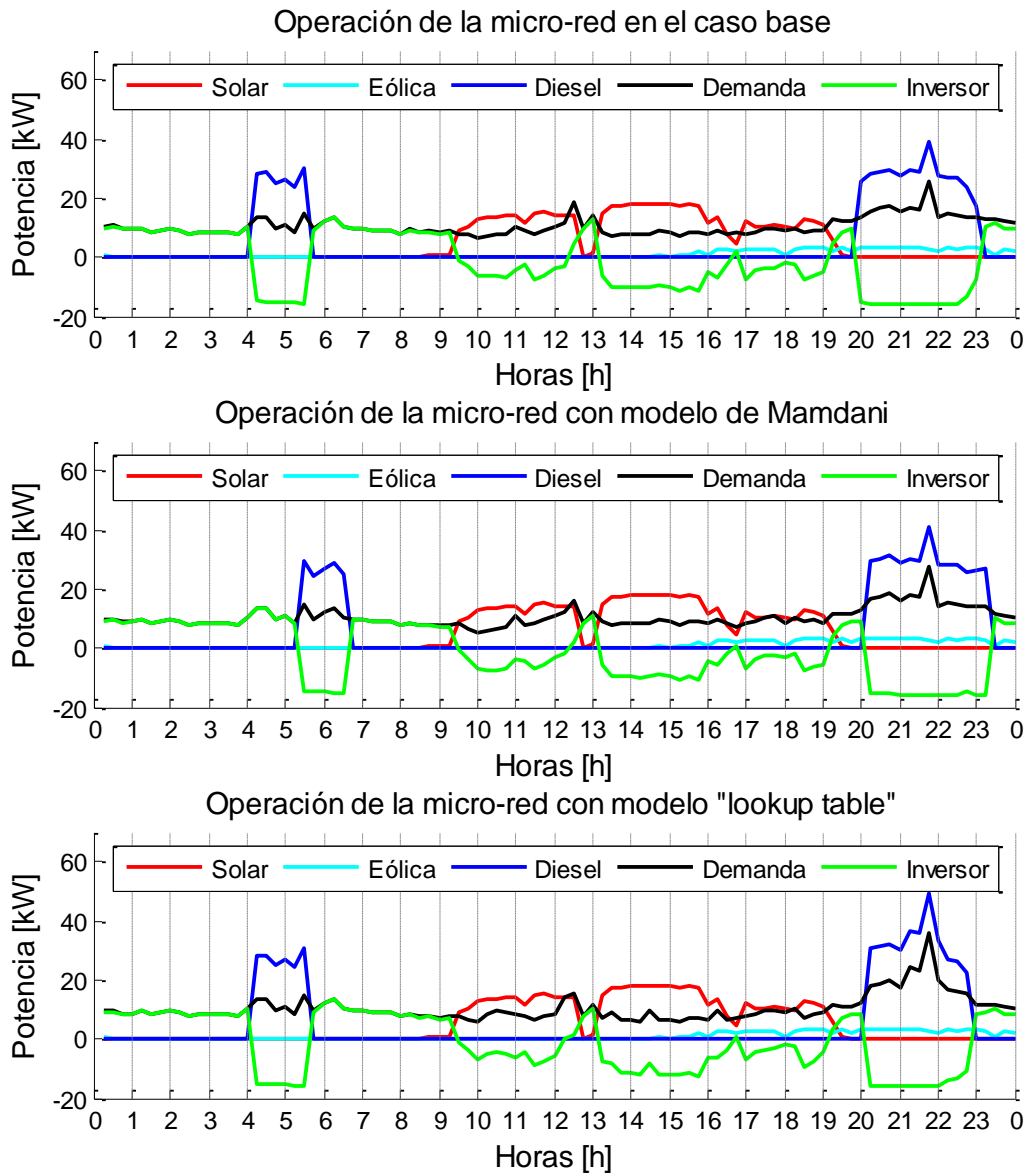 Operación de la micro-red en el caso base
Solar Eólica Diesel Demanda Inversor
Potencia [kW]
60
40
20
0
-20
0 1 2 3 4 5 6 7 8 9 10 11 12 13 14 15 16 17 18 19 20 21 22 23 0
Horas [h]
Operación de la micro-red con modelo de Mamdani
Solar Eólica Diesel Demanda Inversor
Potencia [kW]
60
40
20
0
-20
0 1 2 3 4 5 6 7 8 9 10 11 12 13 14 15 16 17 18 19 20 21 22 23 0
Horas [h]
Operación de la micro-red con modelo "lookup table"
Solar Eólica Diesel Demanda Inversor
Potencia [kW]
60
40
20
0
-20
0 1 2 3 4 5 6 7 8 9 10 11 12 13 14 15 16 17 18 19 20 21 22 23 0
Horas [h]